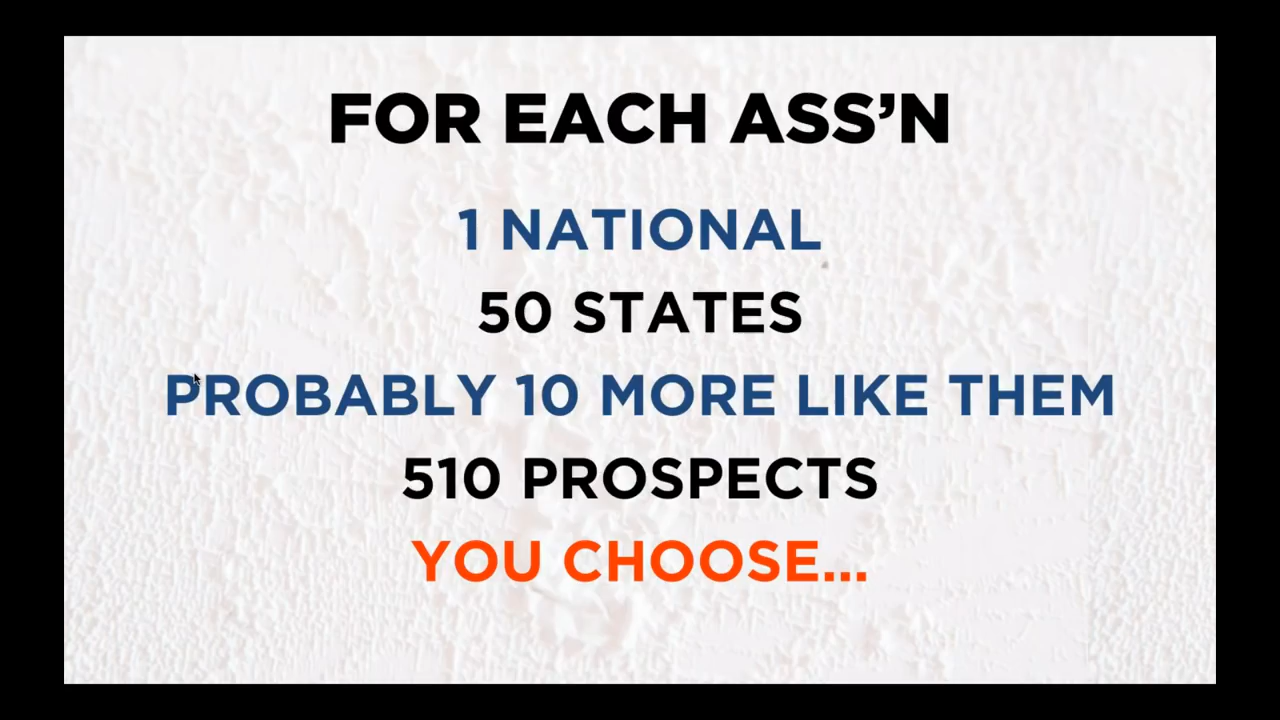 FOR EACH ASS’N
1 NATIONAL
50 STATES
PROBABLY 10 MORE LIKE THEM
510 PROSPECTS
YOU CHOOSE...